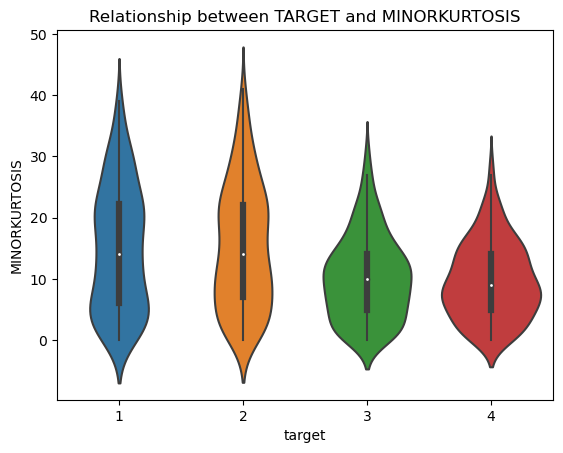 Relationship between TARGET and MINORKURTOSIS
50
40
30
20
10
0
MINORKURTOSIS
1 2 3 4
target